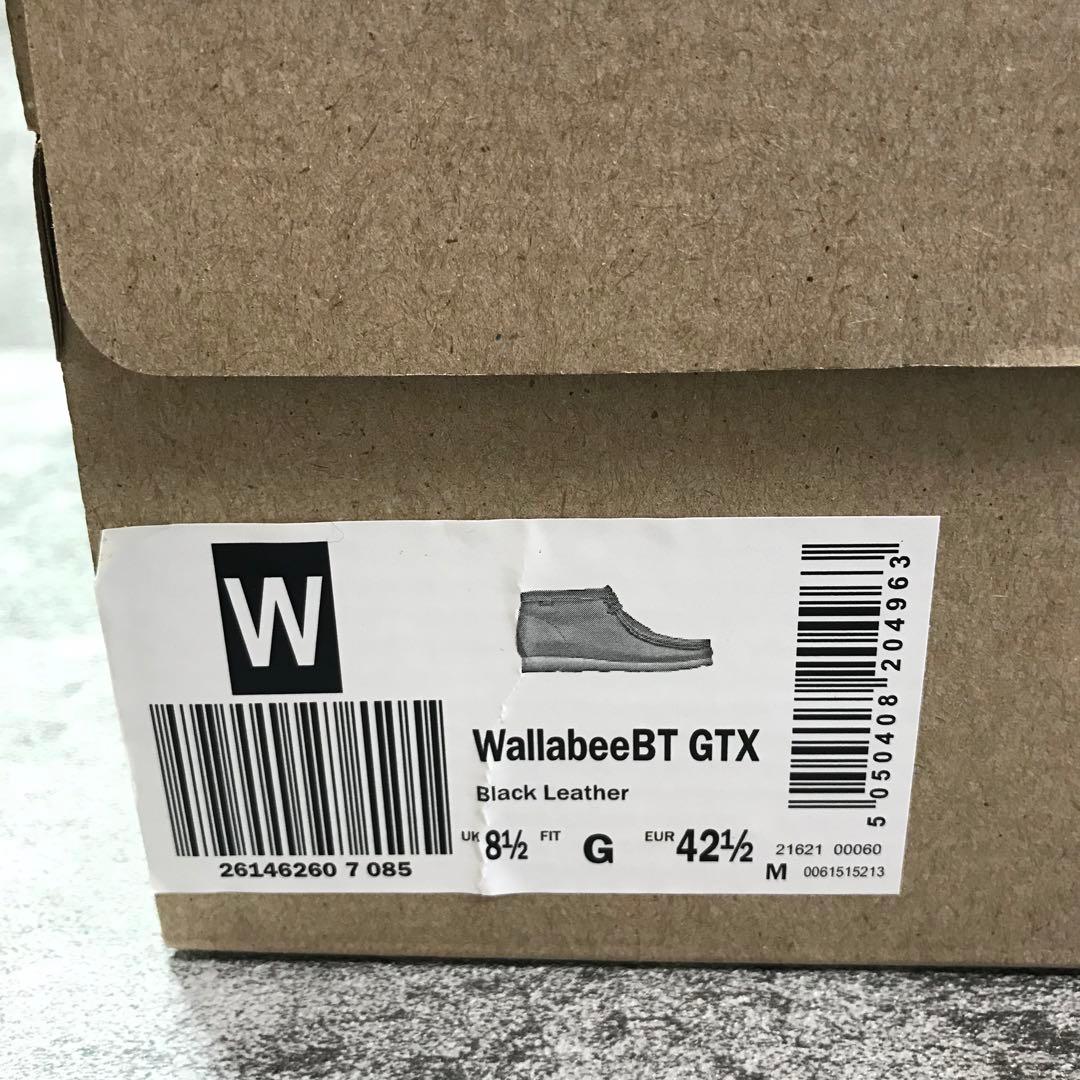 W
26146260 7 085
WallabeeBT GTX
Black Leather
UK 8½ FIT G EUR 42½
21621 00060
M 0061515213
5 050408 204963